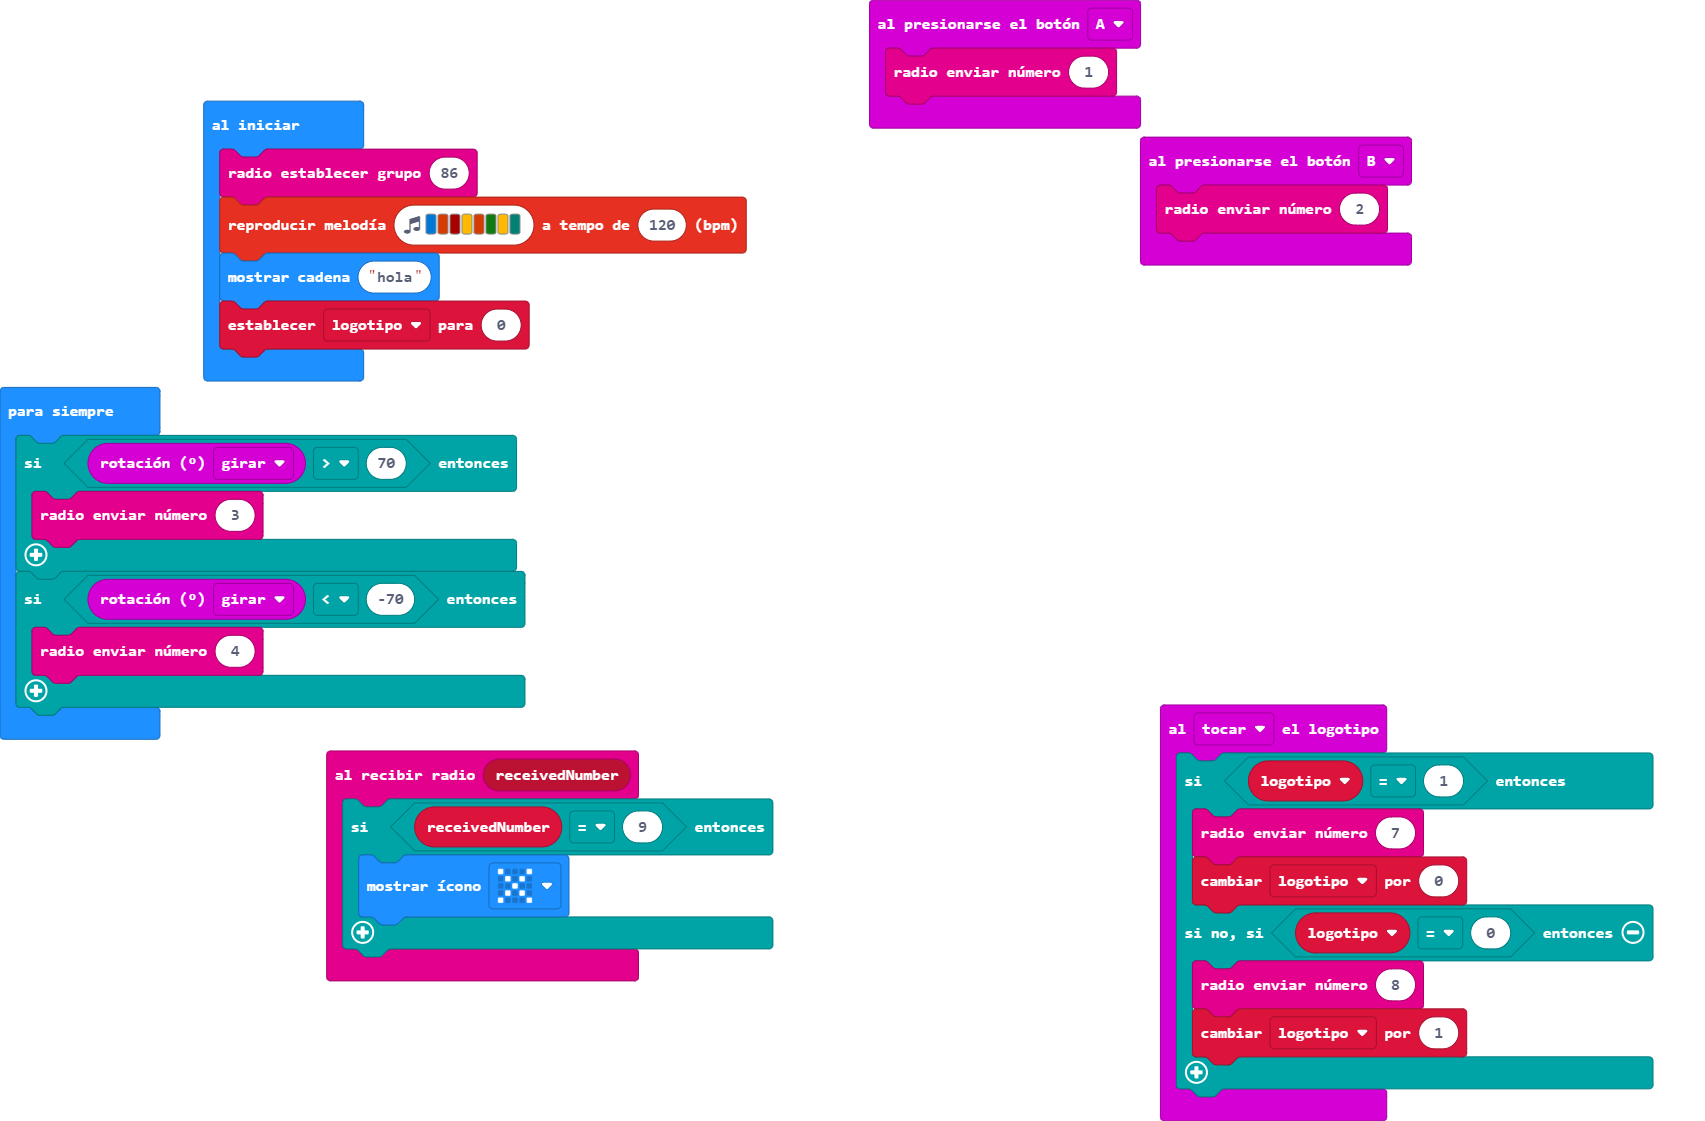 al iniciar
radio establecer grupo 86
reproducir melodía a tempo de 120 (bpm)
mostrar cadena "hola"
establecer logotipo para 0
al presionarse el botón A
radio enviar número 1
al presionarse el botón B
radio enviar número 2
para siempre
si rotación (º) girar > 70 entonces
radio enviar número 3
si rotación (º) girar < -70 entonces
radio enviar número 4
al recibir radio receivedNumber
si receivedNumber = 9 entonces
mostrar ícono
al tocar el logotipo
si logotipo = 1 entonces
radio enviar número 7
cambiar logotipo por 0
si no, si logotipo = 0 entonces
radio enviar número 8
cambiar logotipo por 1